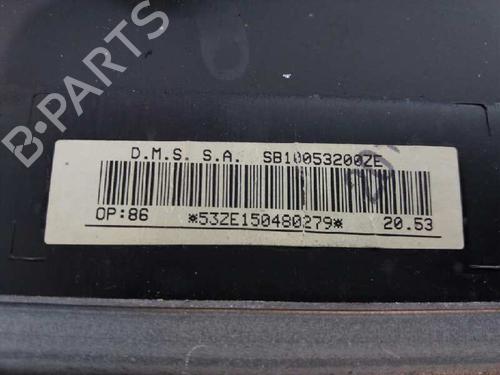 D.M.S. S.A. SB10053200ZE
OP:86 *53ZE150480279* 20.53
B-PARTS